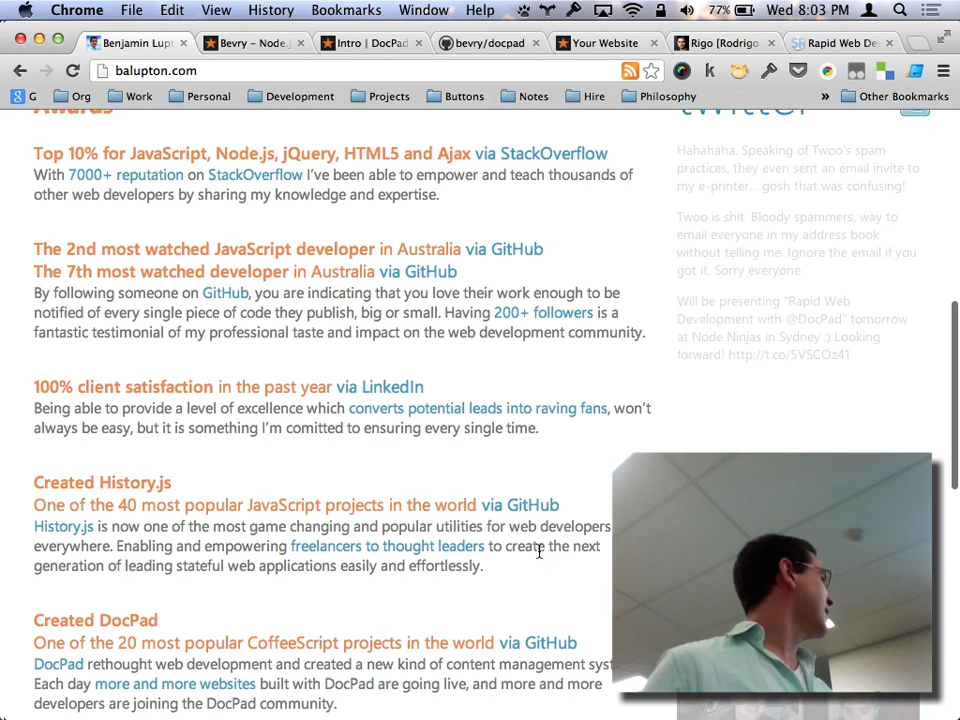 Chrome File Edit View History Bookmarks Window Help 77% Wed 8:03 PM
Benjamin Lupt Bevry - Node.j Intro | DocPad bevry/docpad Your Website Rigo [Rodrigo Rapid Web Dev
balupton.com
G Org Work Personal Development Projects Buttons Notes Hire Philosophy » Other Bookmarks
Awards
Top 10% for JavaScript, Node.js, jQuery, HTML5 and Ajax via StackOverflow
With 7000+ reputation on StackOverflow I've been able to empower and teach thousands of
other web developers by sharing my knowledge and expertise.
The 2nd most watched JavaScript developer in Australia via GitHub
The 7th most watched developer in Australia via GitHub
By following someone on GitHub, you are indicating that you love their work enough to be
notified of every single piece of code they publish, big or small. Having 200+ followers is a
fantastic testimonial of my professional taste and impact on the web development community.
100% client satisfaction in the past year via LinkedIn
Being able to provide a level of excellence which converts potential leads into raving fans, won't
always be easy, but it is something I'm comitted to ensuring every single time.
Created History.js
One of the 40 most popular JavaScript projects in the world via GitHub
History.js is now one of the most game changing and popular utilities for web developers
everywhere. Enabling and empowering freelancers to thought leaders to create the next
generation of leading stateful web applications easily and effortlessly.
Created DocPad
One of the 20 most popular CoffeeScript projects in the world via GitHub
DocPad rethought web development and created a new kind of content management syst
Each day more and more websites built with DocPad are going live, and more and more
developers are joining the DocPad community.
twitter
Hahahaha. Speaking of Twoo's spam
practices, they even sent an email invite to
my e-printer... gosh that was confusing!
Twoo is shit. Bloody spammers, way to
email everyone in my address book
without telling me. Ignore the email if you
got it. Sorry everyone.
Will be presenting "Rapid Web
Development with @DocPad" tomorrow
at Node Ninjas in Sydney :) Looking
forward! http://t.co/5VSCOz41